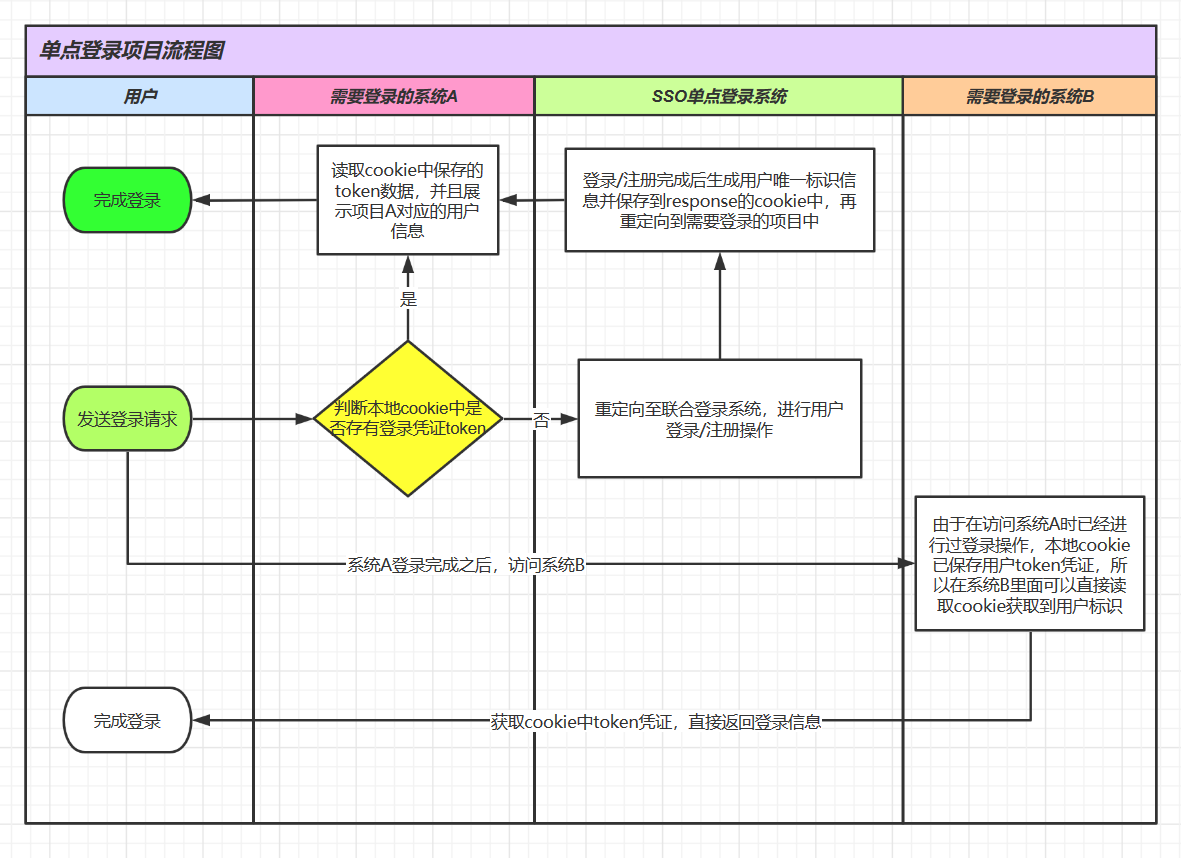 单点登录项目流程图
用户
需要登录的系统A
SSO单点登录系统
需要登录的系统B
完成登录
读取cookie中保存的
token数据，并且展
示项目A对应的用户
信息
登录/注册完成后生成用户唯一标识信
息并保存到response的cookie中，再
重定向到需要登录的项目中
是
发送登录请求
判断本地cookie中是
否存有登录凭证token
否
重定向至联合登录系统，进行用户
登录/注册操作
系统A登录完成之后，访问系统B
由于在访问系统A时已经进
行过登录操作，本地cookie
已保存用户token凭证，所
以在系统B里面可以直接读
取cookie获取到用户标识
完成登录
获取cookie中token凭证，直接返回登录信息